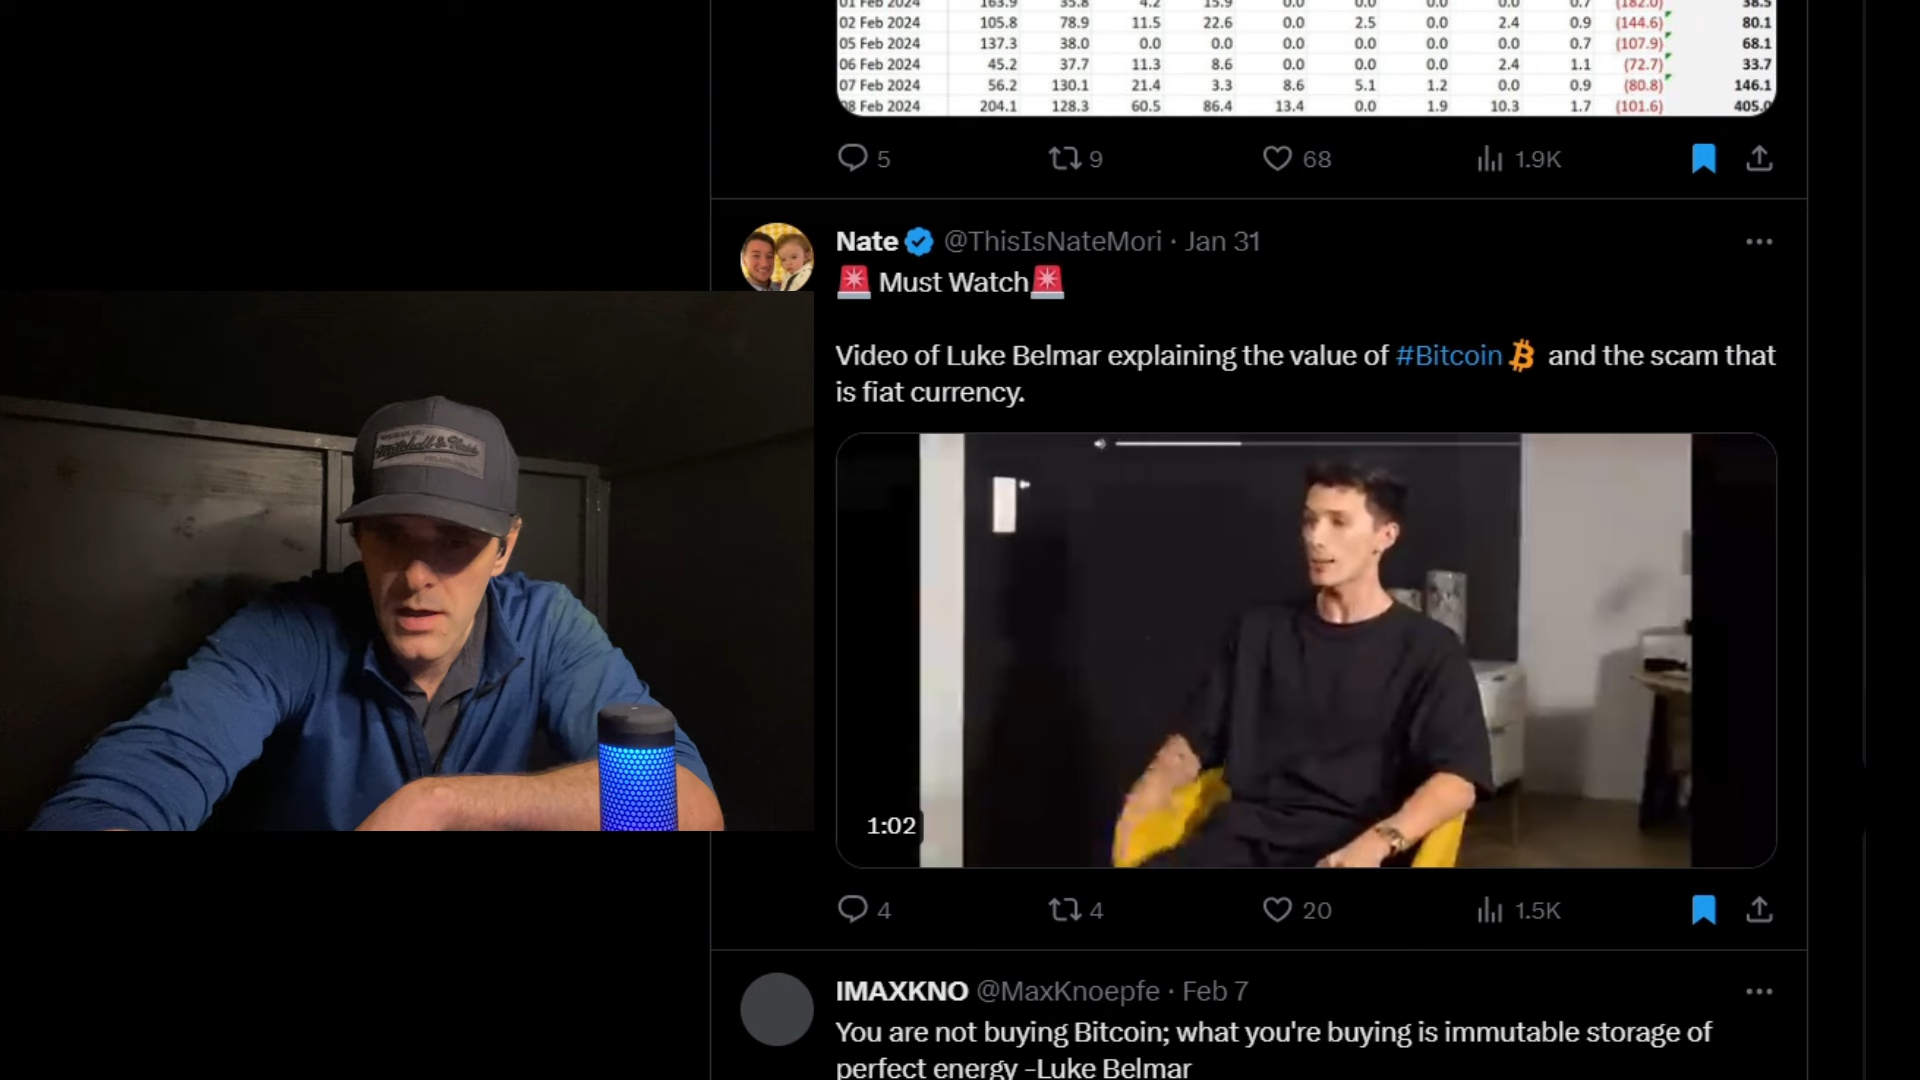 01 Feb 2024 163.9 35.8 4.2 15.9 0.0 0.0 0.0 0.0 0.7 (182.0) 38.5
02 Feb 2024 105.8 78.9 11.5 22.6 0.0 2.5 0.0 2.4 0.9 (144.6) 80.1
05 Feb 2024 137.3 38.0 0.0 0.0 0.0 0.0 0.0 0.0 0.7 (107.9) 68.1
06 Feb 2024 45.2 37.7 11.3 8.6 0.0 0.0 0.0 2.4 1.1 (72.7) 33.7
07 Feb 2024 56.2 130.1 21.4 3.3 8.6 5.1 1.2 0.0 0.9 (80.8) 146.1
08 Feb 2024 204.1 128.3 60.5 86.4 13.4 0.0 1.9 10.3 1.7 (101.6) 405.0
5 9 68 1.9K
Nate @ThisIsNateMori · Jan 31
🚨 Must Watch🚨
Video of Luke Belmar explaining the value of #Bitcoin and the scam that
is fiat currency.
Mitchell & Ness
1:02
4 4 20 1.5K
IMAXKNO @MaxKnoepfe · Feb 7
You are not buying Bitcoin; what you're buying is immutable storage of
perfect energy -Luke Belmar